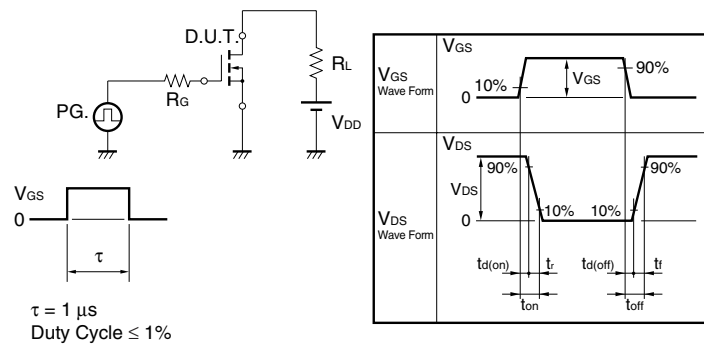 D.U.T.
RL
RG
PG.
VDD
VGS
0
τ
τ = 1 μs
Duty Cycle ≤ 1%
VGS
Wave Form
VGS
10%
VGS
90%
0
VDS
Wave Form
VDS
90%
90%
VDS
10%
10%
0
td(on)
tr
td(off)
tf
ton
toff